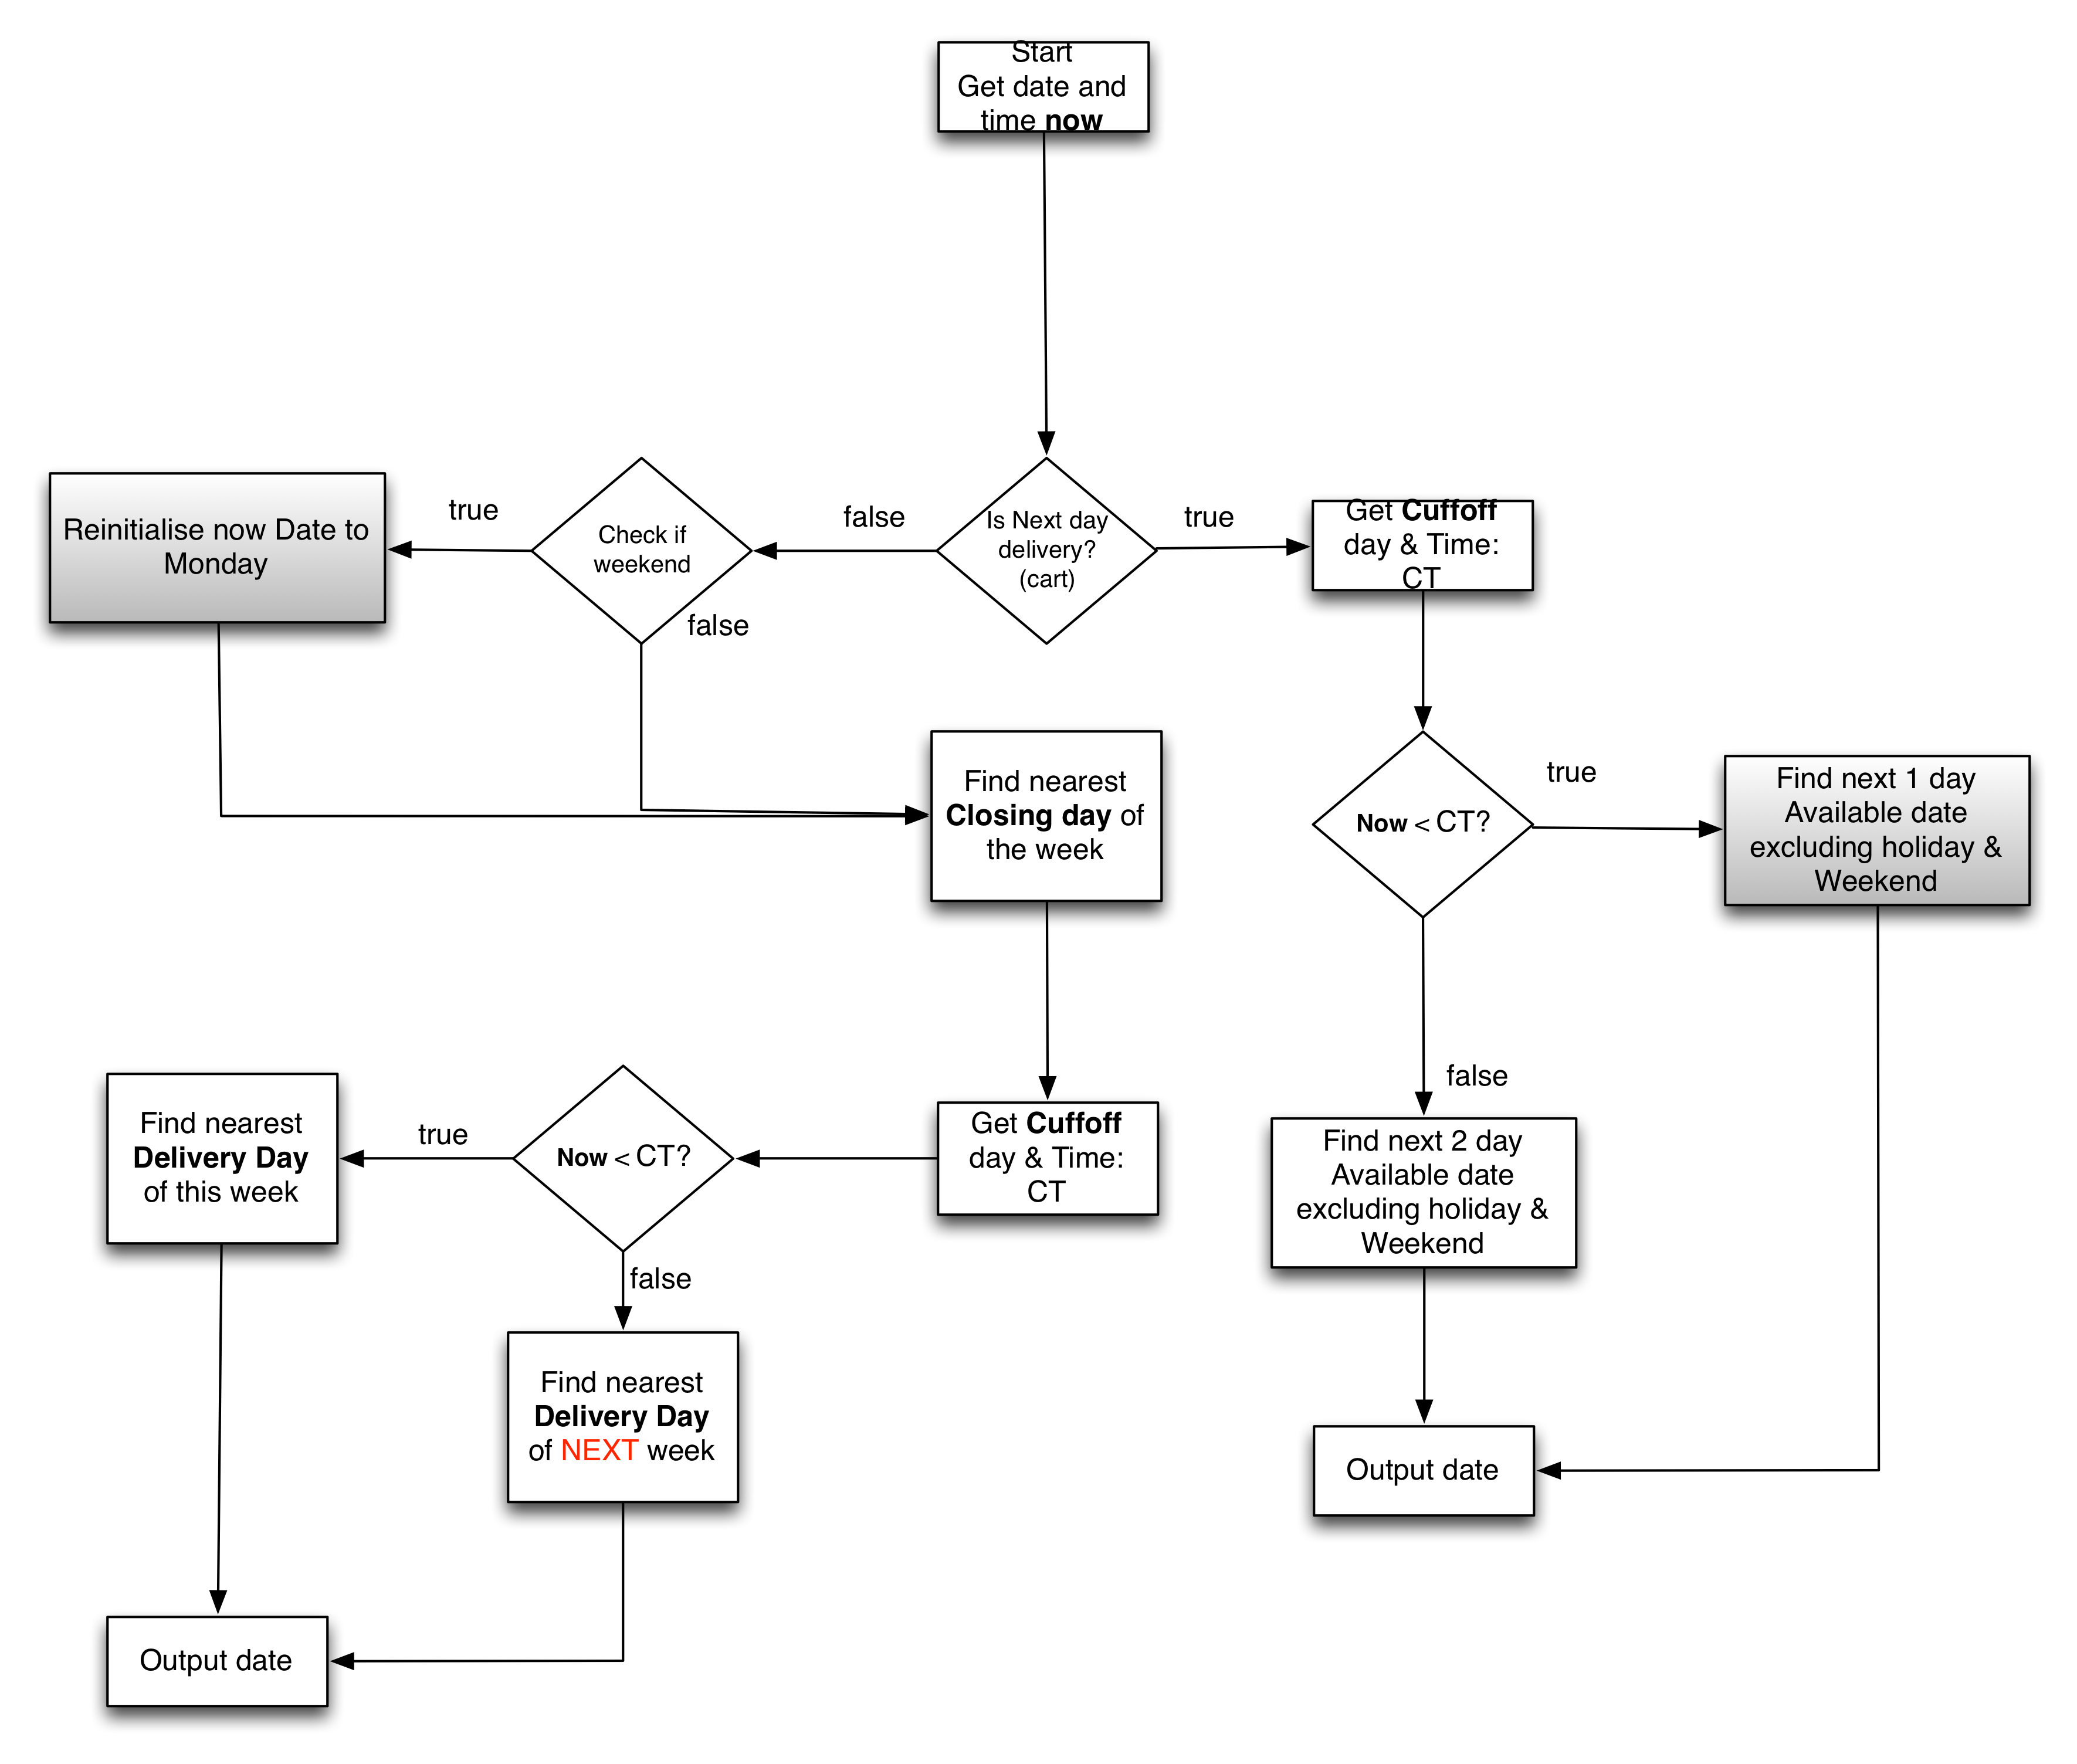 Start
Get date and
time now
Is Next day
delivery?
(cart)
false
true
Check if
weekend
true
false
Reinitialise now Date to
Monday
Get Cuffoff
day & Time:
CT
Find nearest
Closing day of
the week
Now < CT?
true
false
Find next 1 day
Available date
excluding holiday &
Weekend
Find next 2 day
Available date
excluding holiday &
Weekend
Output date
Get Cuffoff
day & Time:
CT
Now < CT?
true
false
Find nearest
Delivery Day
of this week
Find nearest
Delivery Day
of NEXT week
Output date